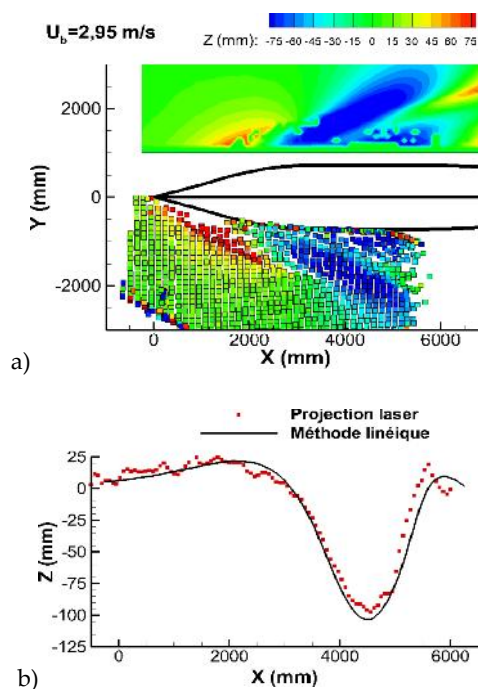 U_b=2,95 m/s
Z (mm): -75 -60 -45 -30 -15 0 15 30 45 60 75
2000
0
-2000
Y (mm)
0 2000 4000 6000
X (mm)
a)
Projection laser
Méthode linéique
25
0
-25
-50
-75
-100
-125
Z (mm)
0 2000 4000 6000
X (mm)
b)